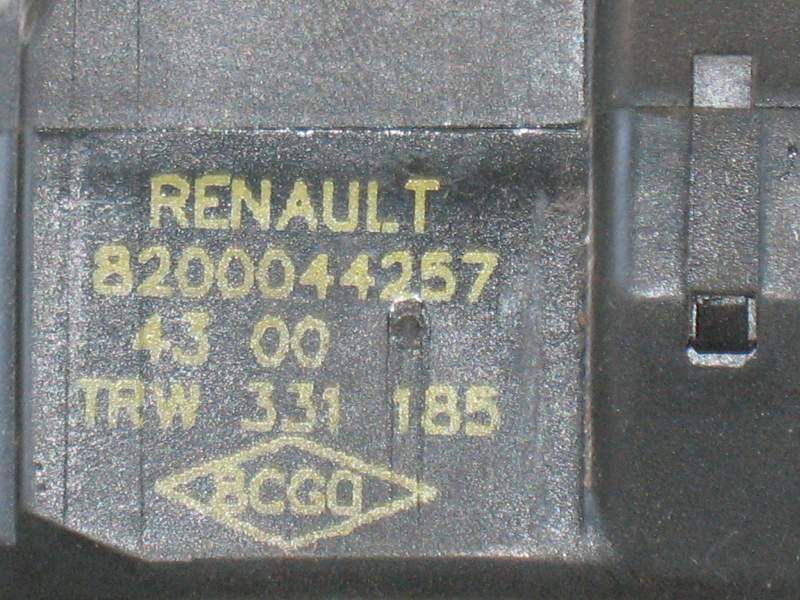 RENAULT
8200044257
43 00
TRW 331 185
BCGO